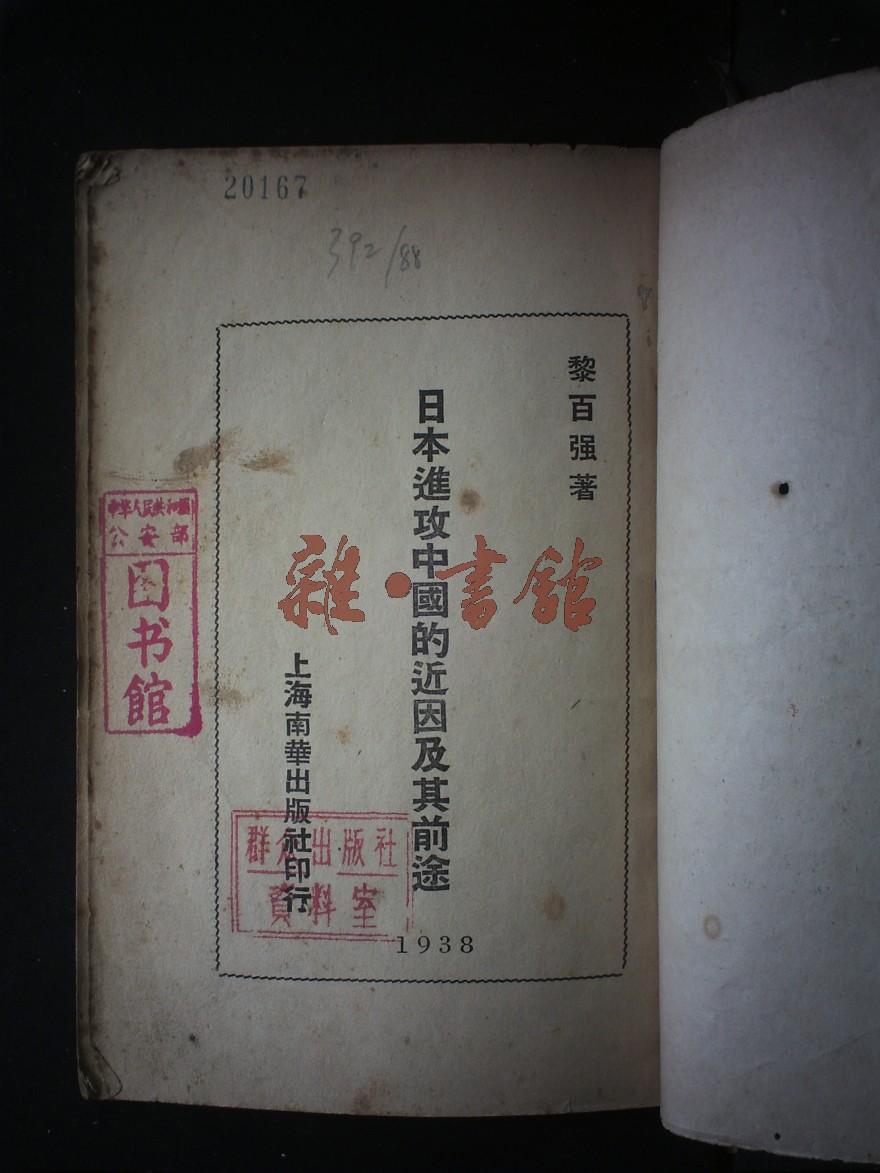 20167
392/88
黎百强著
日本進攻中國的近因及其前途
上海南華出版社印行
1938
中华人民共和國
公安部
図书館
群众出版社
資料室
雜·書館